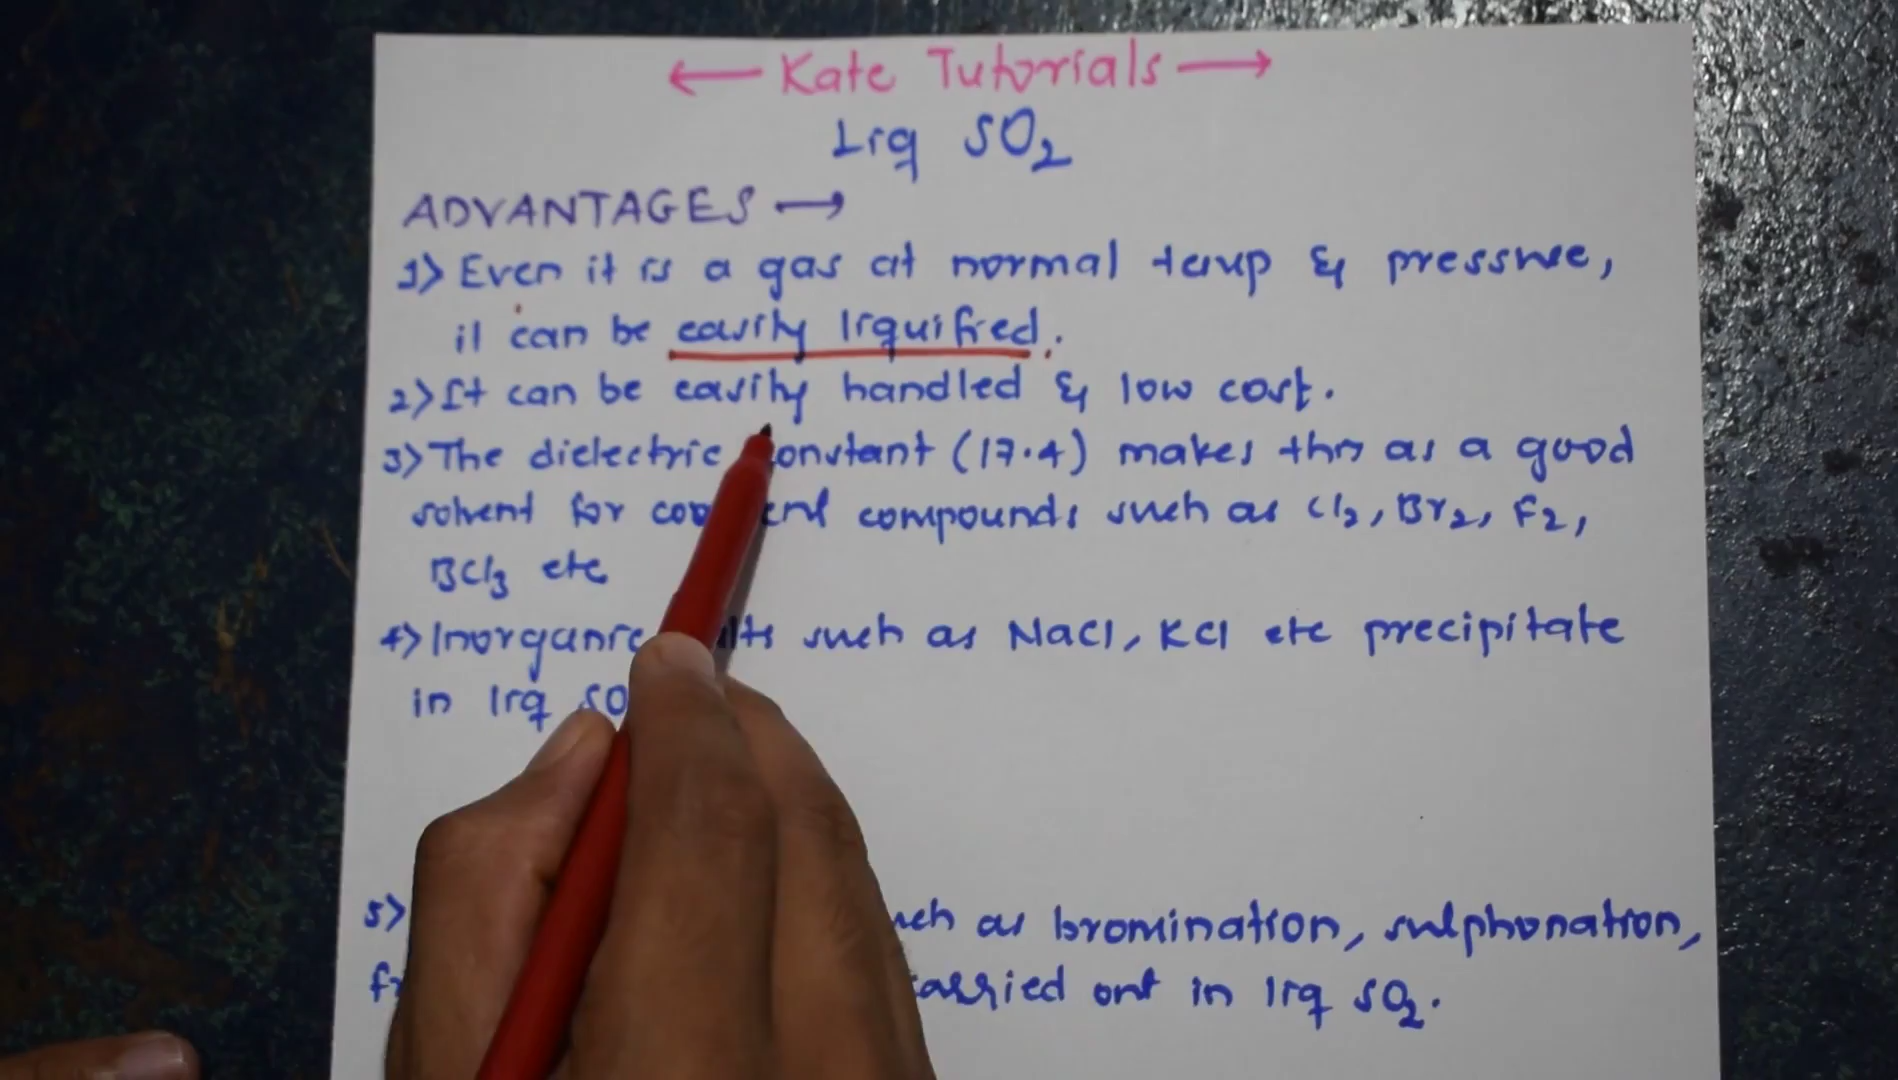 ← Kate Tutorials →
Liq SO2
ADVANTAGES →
1) Even it is a gas at normal temp & pressure,
it can be easily liquified.
2) It can be easily handled & low cost.
3) The dielectric constant (17.4) makes this as a good
solvent for compounds such as Cl2, Br2, F2,
BCl3 etc
4) Inorganic such as NaCl, KCl etc precipitate
in liq SO
5) as bromination, sulphonation,
carried out in liq SO2.